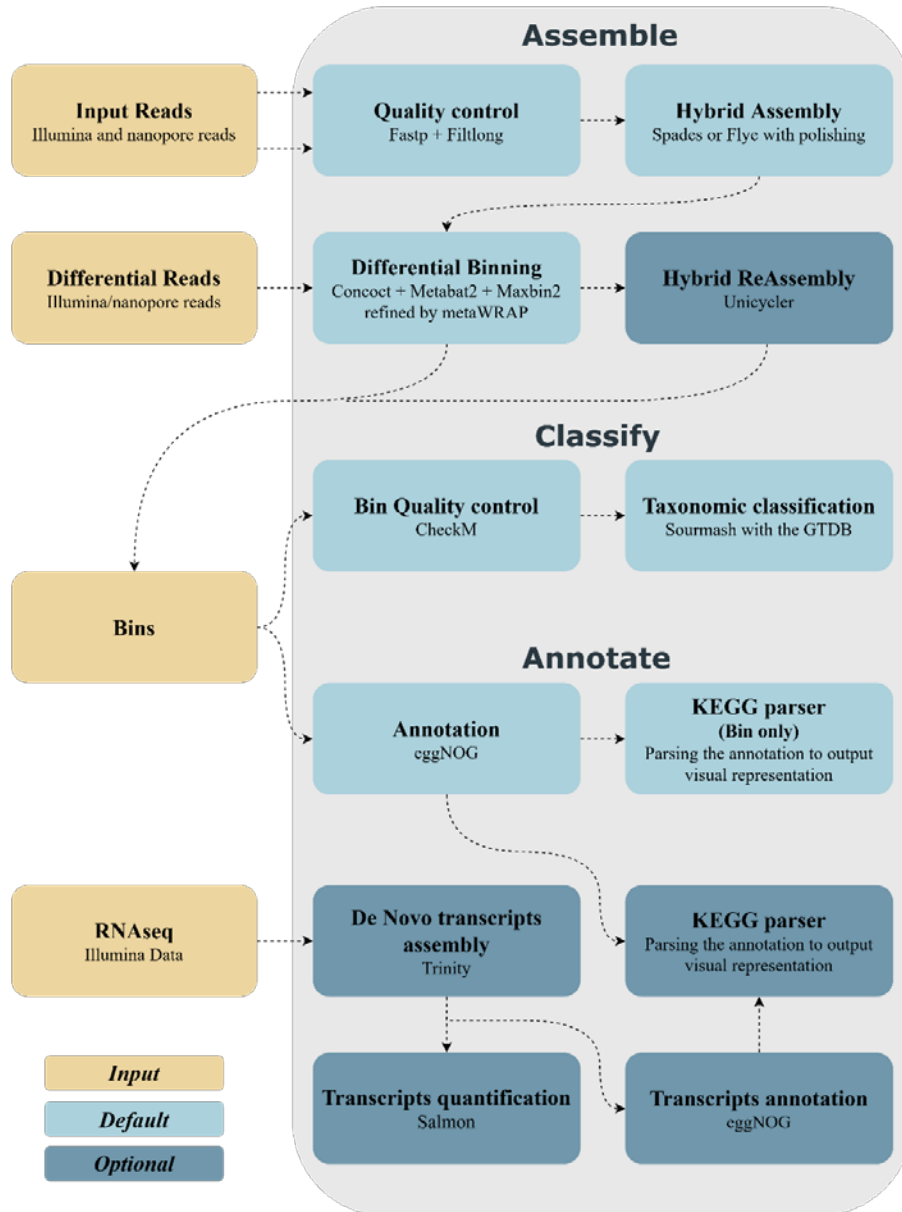 Assemble
Input Reads
Illumina and nanopore reads
Quality control
Fastp + Filtlong
Hybrid Assembly
Spades or Flye with polishing
Differential Reads
Illumina/nanopore reads
Differential Binning
Concoct + Metabat2 + Maxbin2
refined by metaWRAP
Hybrid ReAssembly
Unicycler
Classify
Bin Quality control
CheckM
Taxonomic classification
Sourmash with the GTDB
Bins
Annotate
Annotation
eggNOG
KEGG parser
(Bin only)
Parsing the annotation to output
visual representation
RNAseq
Illumina Data
De Novo transcripts
assembly
Trinity
KEGG parser
Parsing the annotation to output
visual representation
Transcripts quantification
Salmon
Transcripts annotation
eggNOG
Input
Default
Optional